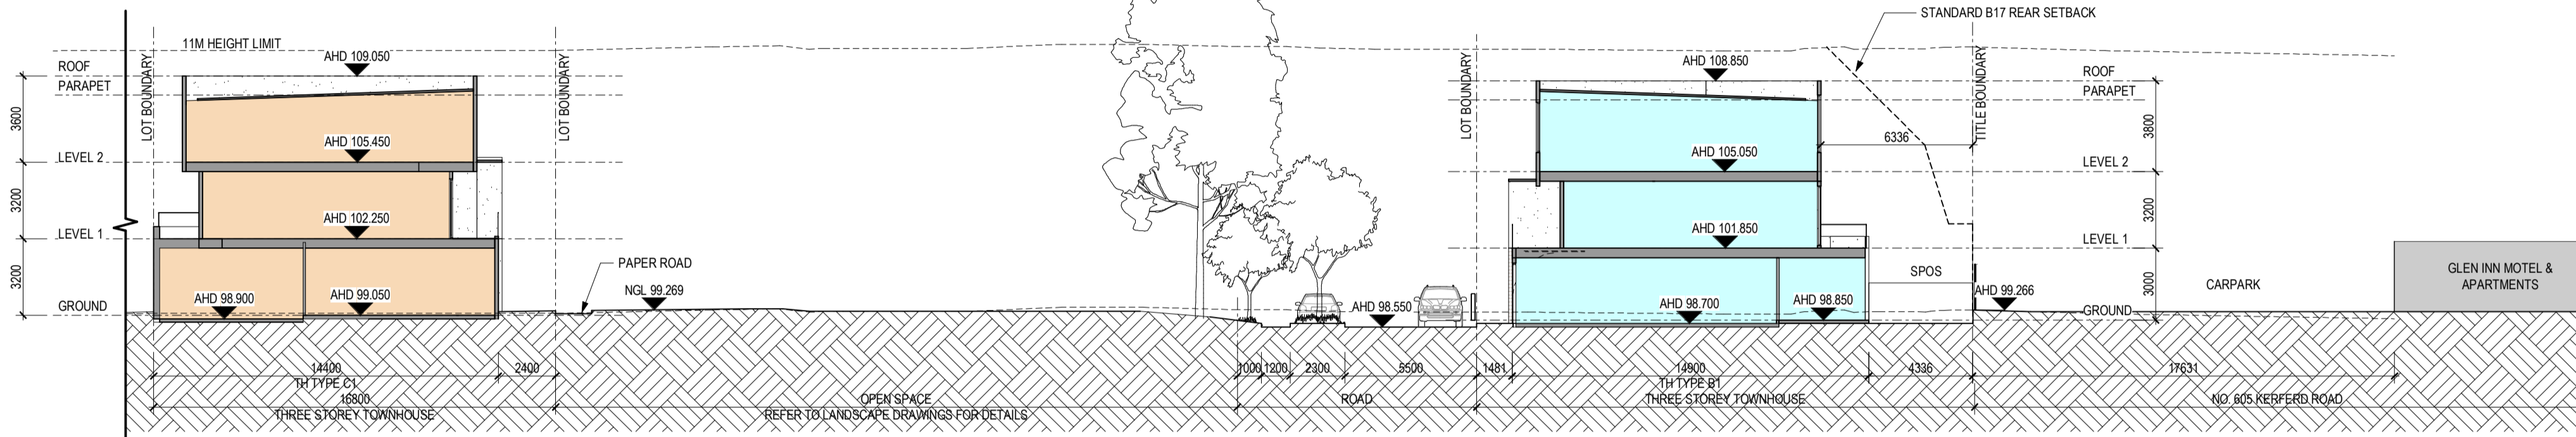 STANDARD B17 REAR SETBACK
11M HEIGHT LIMIT
LOT BOUNDARY
LOT BOUNDARY
LOT BOUNDARY
TITLE BOUNDARY
ROOF
PARAPET
LEVEL 2
LEVEL 1
GROUND
3600
3200
3200
AHD 109.050
AHD 105.450
AHD 102.250
AHD 98.900
AHD 99.050
PAPER ROAD
NGL 99.269
AHD 98.550
AHD 108.850
AHD 105.050
AHD 101.850
AHD 98.700
AHD 98.850
6336
SPOS
AHD 99.266
ROOF
PARAPET
LEVEL 2
LEVEL 1
GROUND
3800
3200
3000
CARPARK
GLEN INN MOTEL &
APARTMENTS
14400
TH TYPE C1
2400
16800
THREE STOREY TOWNHOUSE
OPEN SPACE
REFER TO LANDSCAPE DRAWINGS FOR DETAILS
1000
1200
2300
5500
ROAD
1481
14900
TH TYPE B1
4336
THREE STOREY TOWNHOUSE
17631
NO. 605 KERFERD ROAD